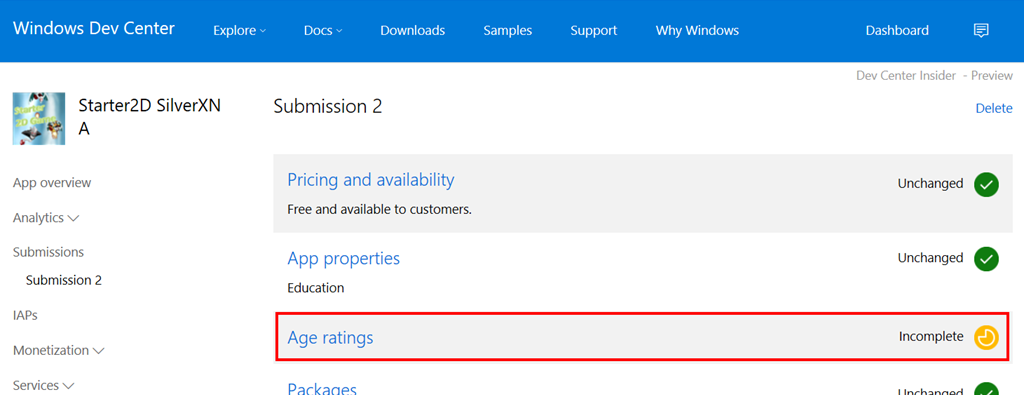 Windows Dev Center
Explore
Docs
Downloads
Samples
Support
Why Windows
Dashboard
Dev Center Insider - Preview
Starter2D SilverXN
A
Submission 2
Delete
App overview
Analytics
Submissions
Submission 2
IAPs
Monetization
Services
Pricing and availability
Unchanged
Free and available to customers.
App properties
Unchanged
Education
Age ratings
Incomplete
Packages
Unchanged